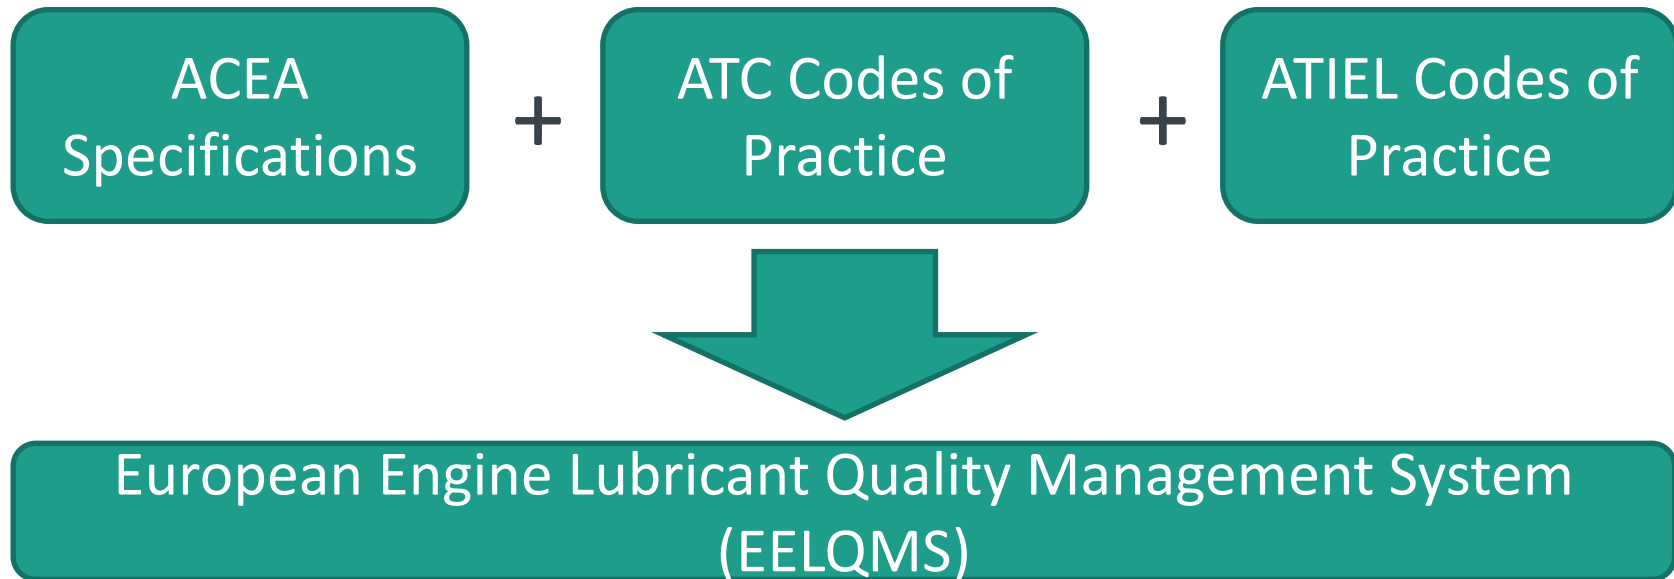 ACEA
Specifications
+
ATC Codes of
Practice
+
ATIEL Codes of
Practice
European Engine Lubricant Quality Management System
(EELQMS)